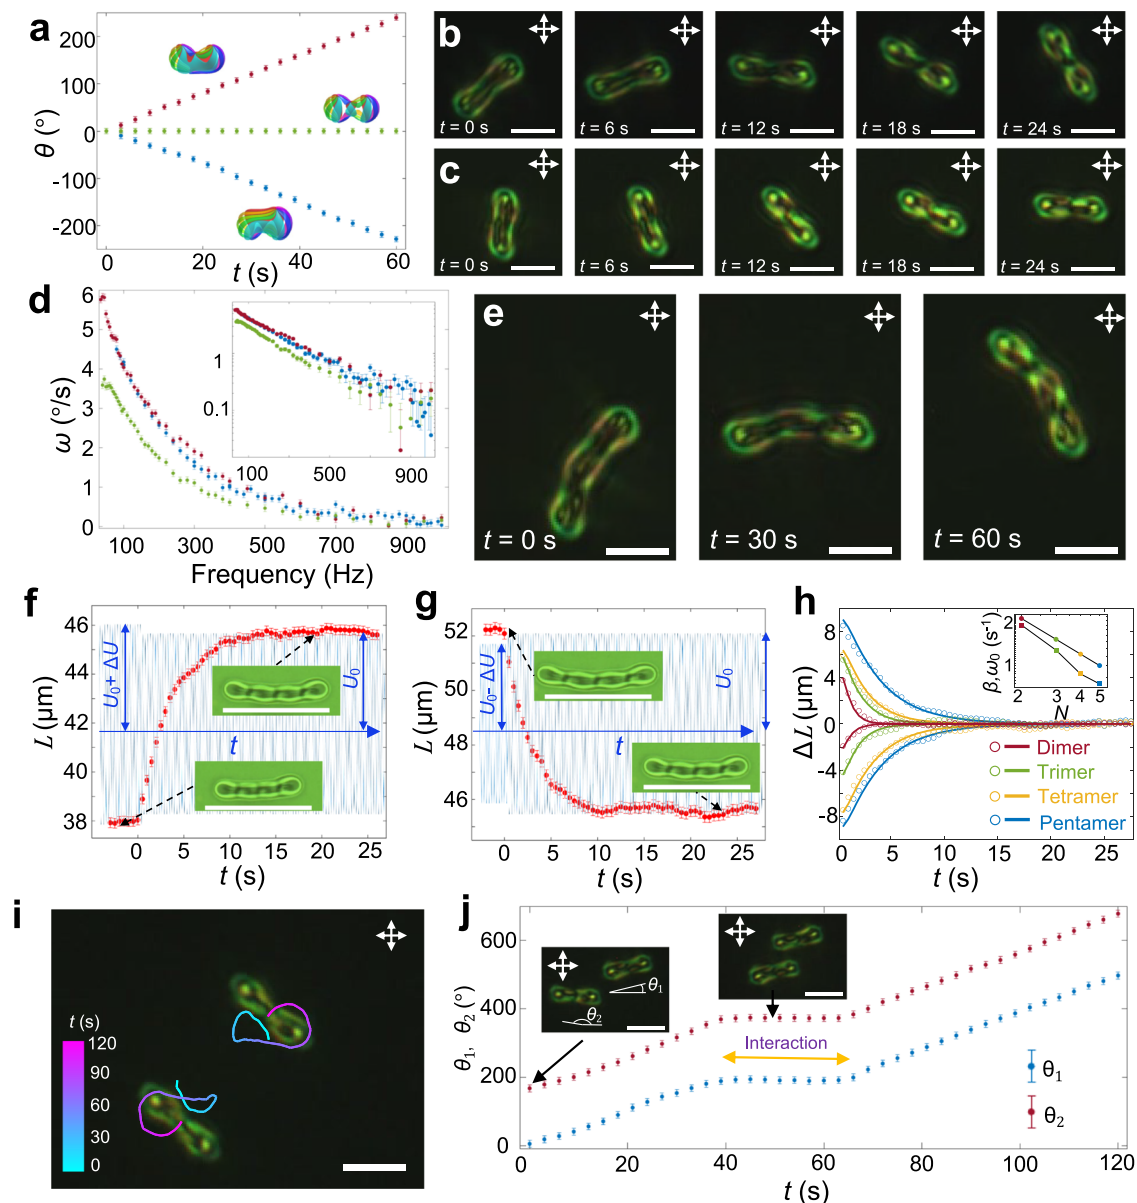 a
200
100
0
-100
-200
θ (°)
0
20
40
60
t (s)
b
t = 0 s
t = 6 s
t = 12 s
t = 18 s
t = 24 s
c
t = 0 s
t = 6 s
t = 12 s
t = 18 s
t = 24 s
d
6
5
4
3
2
1
0
ω (°/s)
100
300
500
700
900
Frequency (Hz)
1
0.1
100
500
900
e
t = 0 s
t = 30 s
t = 60 s
f
46
44
42
40
38
L (µm)
U₀+ ΔU
U₀
t
0
5
10
15
20
25
t (s)
g
52
50
48
46
L (µm)
U₀- ΔU
U₀
t
0
5
10
15
20
25
t (s)
h
8
4
0
-4
-8
ΔL (µm)
β,ω₀ (s⁻¹)
2
1
2
3
4
5
N
Dimer
Trimer
Tetramer
Pentamer
0
5
10
15
20
25
t (s)
i
t (s)
120
90
60
30
0
j
600
400
200
0
θ₁, θ₂ (°)
θ₁
θ₂
Interaction
θ₁
θ₂
0
20
40
60
80
100
120
t (s)